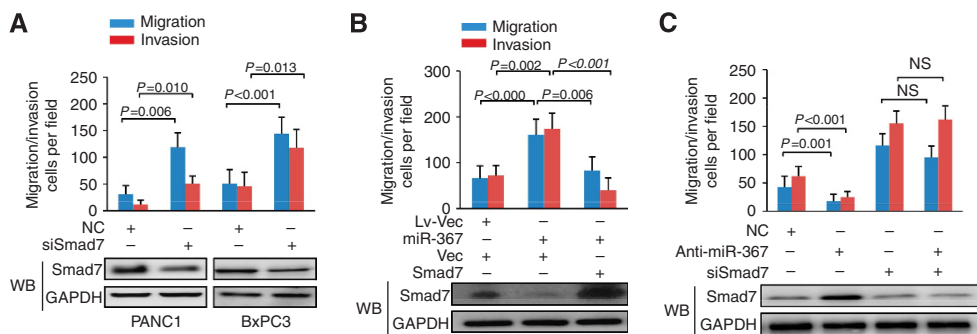 A
Migration
Invasion
P=0.013
P=0.010
P<0.001
P=0.006
Migration/invasion
cells per field
250
200
150
100
50
0
NC + − + −
siSmad7 − + − +
WB
Smad7
GAPDH
PANC1 BxPC3
B
Migration
Invasion
P=0.002 P<0.001
P<0.000 P=0.006
Migration/invasion
cells per field
300
200
100
0
Lv-Vec + − −
miR-367 − + +
Vec + + −
Smad7 − − +
WB
Smad7
GAPDH
C
NS
NS
P<0.001
P=0.001
Migration/invasion
cells per field
250
200
150
100
50
0
NC + − − −
Anti-miR-367 − + − +
siSmad7 − − + +
WB
Smad7
GAPDH